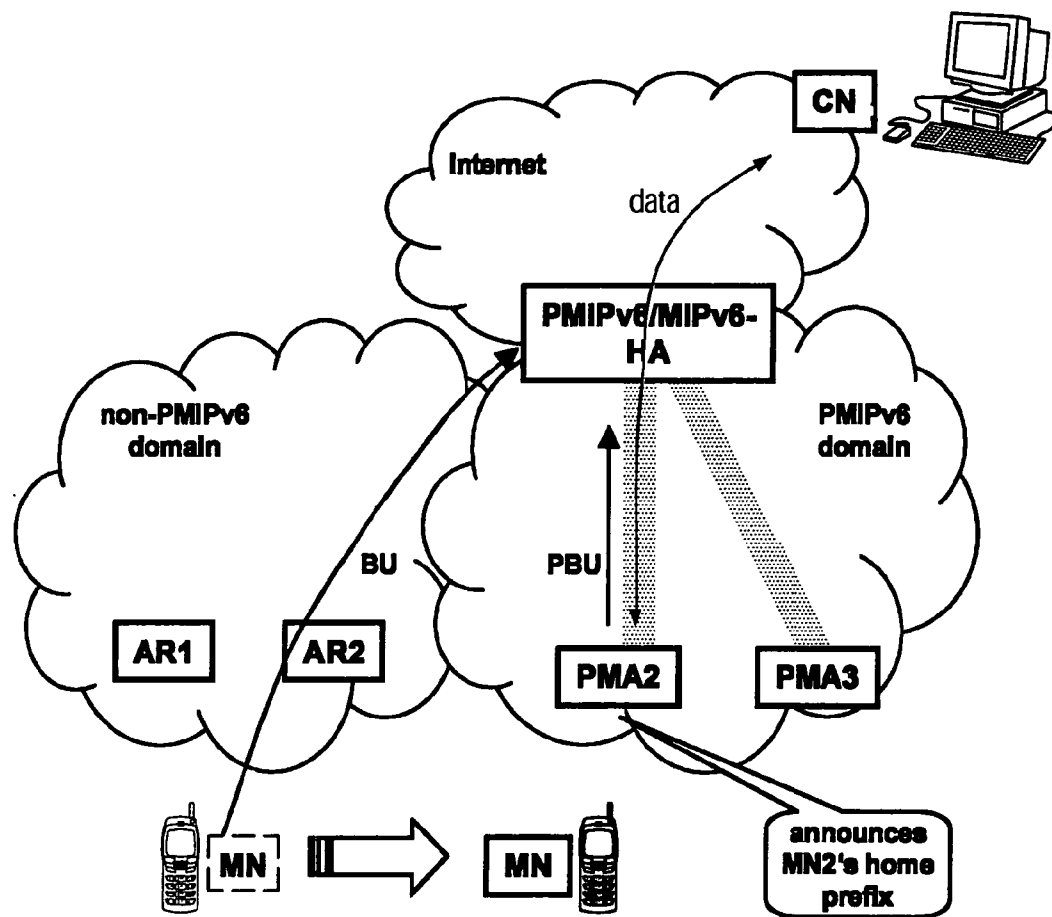 CN
Internet
data
PMIPv6/MIPv6-
HA
non-PMIPv6
domain
PMIPv6
domain
BU
PBU
AR1
AR2
PMA2
PMA3
MN
MN
announces
MN2's home
prefix